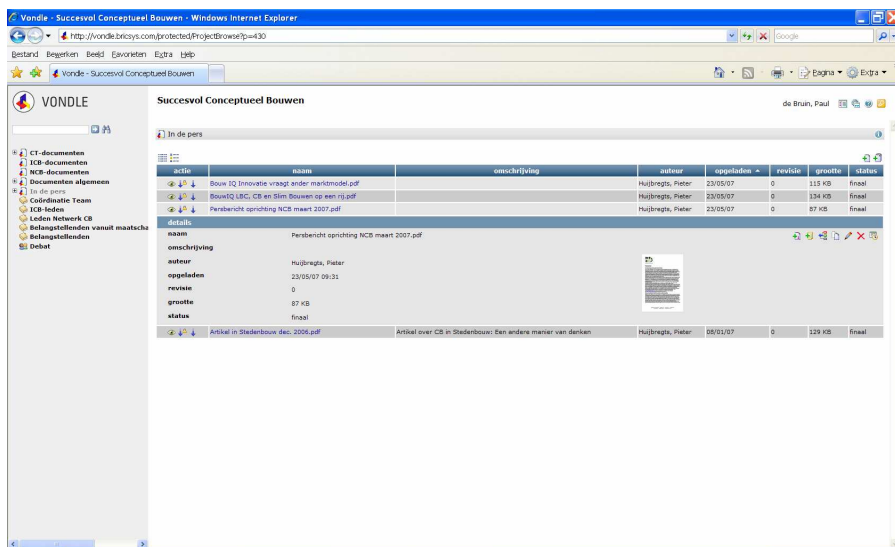 Vondle - Succesvol Conceptueel Bouwen - Windows Internet Explorer
http://vondle.bricsys.com/protected/ProjectBrowse?p=430
Google
Bestand Bewerken Beeld Favorieten Extra Help
Vondle - Succesvol Conceptueel Bouwen
Pagina Extra
VONDLE
Succesvol Conceptueel Bouwen
de Bruin, Paul
In de pers
CT-documenten
ICB-documenten
NCB-documenten
Documenten algemeen
In de pers
Coördinatie Team
ICB-leden
Leden Netwerk CB
Belangstellenden vanuit maatscha
Belangstellenden
Debat
actie naam omschrijving auteur opgeladen revisie grootte status
Bouw IQ Innovatie vraagt ander marktmodel.pdf Huijbregts, Pieter 23/05/07 0 115 KB finaal
BouwIQ LBC, CB en Slim Bouwen op een rij.pdf Huijbregts, Pieter 23/05/07 0 134 KB finaal
Persbericht oprichting NCB maart 2007.pdf Huijbregts, Pieter 23/05/07 0 87 KB finaal
details
naam Persbericht oprichting NCB maart 2007.pdf
omschrijving
auteur Huijbregts, Pieter
opgeladen 23/05/07 09:31
revisie 0
grootte 87 KB
status finaal
Artikel in Stedenbouw dec. 2006.pdf Artikel over CB in Stedenbouw: Een andere manier van denken Huijbregts, Pieter 08/01/07 0 129 KB finaal